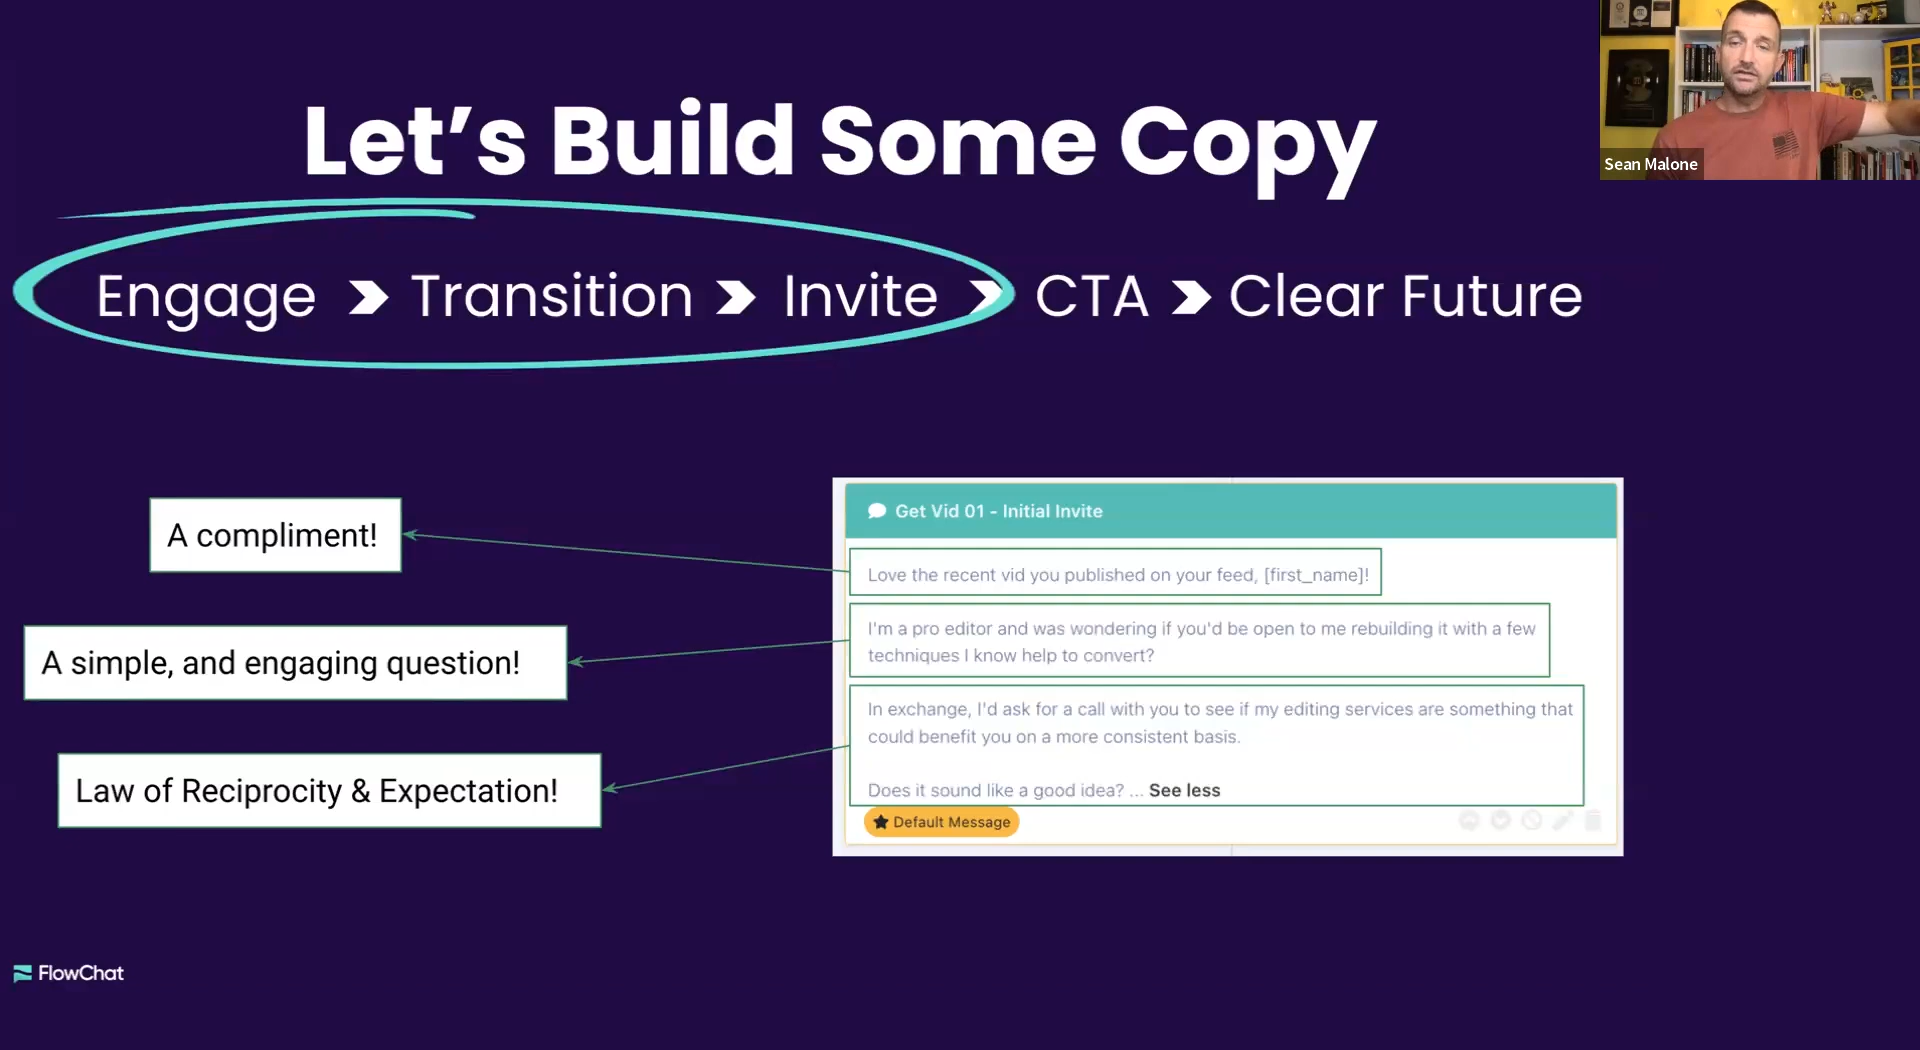 Let’s Build Some Copy
Sean Malone
Engage > Transition > Invite > CTA > Clear Future
A compliment!
A simple, and engaging question!
Law of Reciprocity & Expectation!
Get Vid 01 - Initial Invite
Love the recent vid you published on your feed, [first_name]!
I'm a pro editor and was wondering if you'd be open to me rebuilding it with a few
techniques I know help to convert?
In exchange, I'd ask for a call with you to see if my editing services are something that
could benefit you on a more consistent basis.
Does it sound like a good idea? ... See less
Default Message
FlowChat